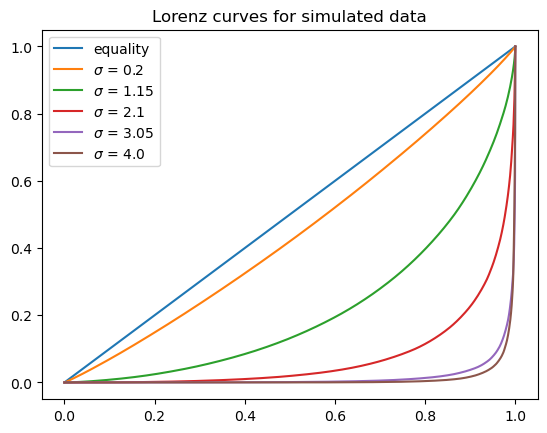 Lorenz curves for simulated data
equality
σ = 0.2
σ = 1.15
σ = 2.1
σ = 3.05
σ = 4.0
1.0
0.8
0.6
0.4
0.2
0.0
0.0 0.2 0.4 0.6 0.8 1.0